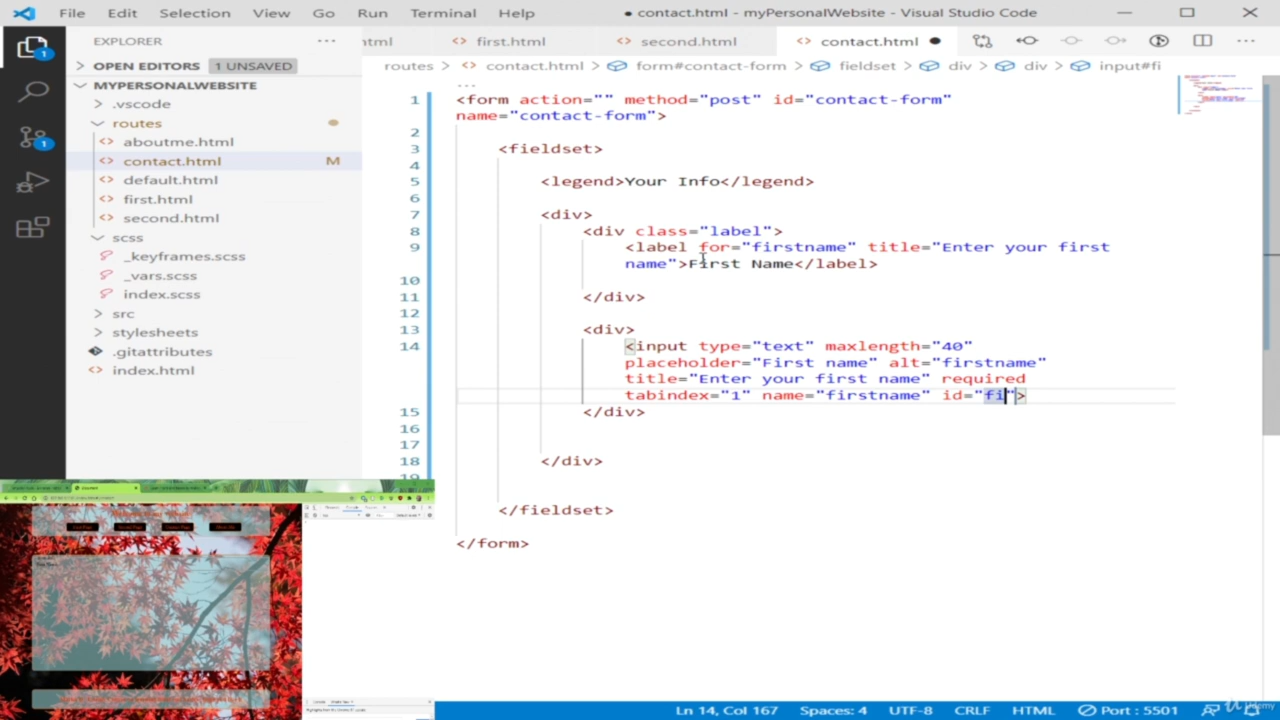 File Edit Selection View Go Run Terminal Help
● contact.html - myPersonalWebsite - Visual Studio Code
EXPLORER
OPEN EDITORS 1 UNSAVED
MYPERSONALWEBSITE
.vscode
routes
aboutme.html
contact.html M
default.html
first.html
second.html
scss
_keyframes.scss
_vars.scss
index.scss
src
stylesheets
.gitattributes
index.html
1
1
html first.html second.html contact.html ●
routes > contact.html > form#contact-form > fieldset > div > div > input#fi
1 <form action="" method="post" id="contact-form"
name="contact-form">
2
3 <fieldset>
4
5 <legend>Your Info</legend>
6
7 <div>
8 <div class="label">
9 <label for="firstname" title="Enter your first
name">First Name</label>
10
11 </div>
12
13 <div>
14 <input type="text" maxlength="40"
placeholder="First name" alt="firstname"
title="Enter your first name" required
tabindex="1" name="firstname" id="fi">
15 </div>
16
17
18 </div>
19
</fieldset>
</form>
Ln 14, Col 167 Spaces: 4 UTF-8 CRLF HTML Port : 5501
Udemy